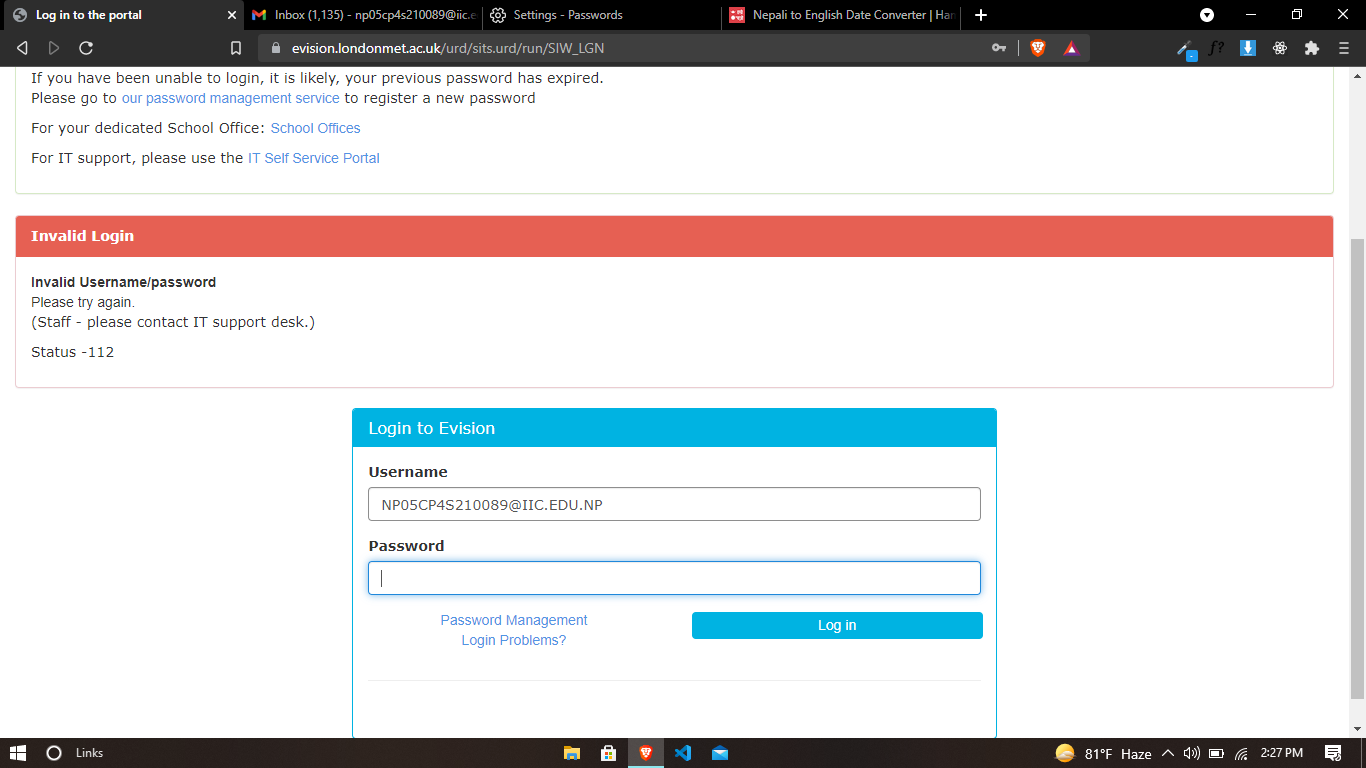 Log in to the portal
Inbox (1,135) - np05cp4s210089@iic.e
Settings - Passwords
Nepali to English Date Converter | Ham
evision.londonmet.ac.uk/urd/sits.urd/run/SIW_LGN
f?
If you have been unable to login, it is likely, your previous password has expired.
Please go to our password management service to register a new password
For your dedicated School Office: School Offices
For IT support, please use the IT Self Service Portal
Invalid Login
Invalid Username/password
Please try again.
(Staff - please contact IT support desk.)
Status -112
Login to Evision
Username
NP05CP4S210089@IIC.EDU.NP
Password
Password Management
Log in
Login Problems?
Links
81°F Haze
2:27 PM